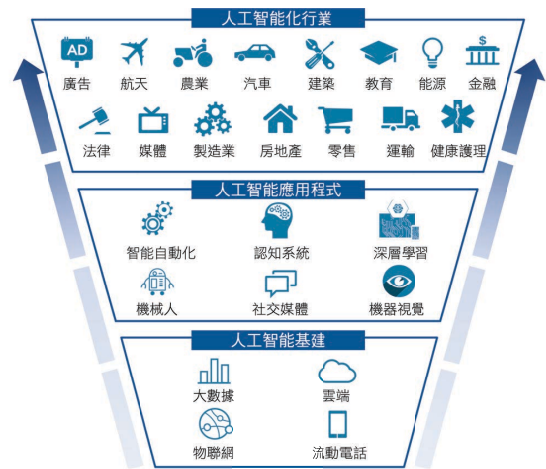 人工智能化行業
AD
$
廣告 航天 農業 汽車 建築 教育 能源 金融
法律 媒體 製造業 房地產 零售 運輸 健康護理
人工智能應用程式
智能自動化 認知系統 深層學習
機械人 社交媒體 機器視覺
人工智能基建
大數據 雲端
物聯網 流動電話